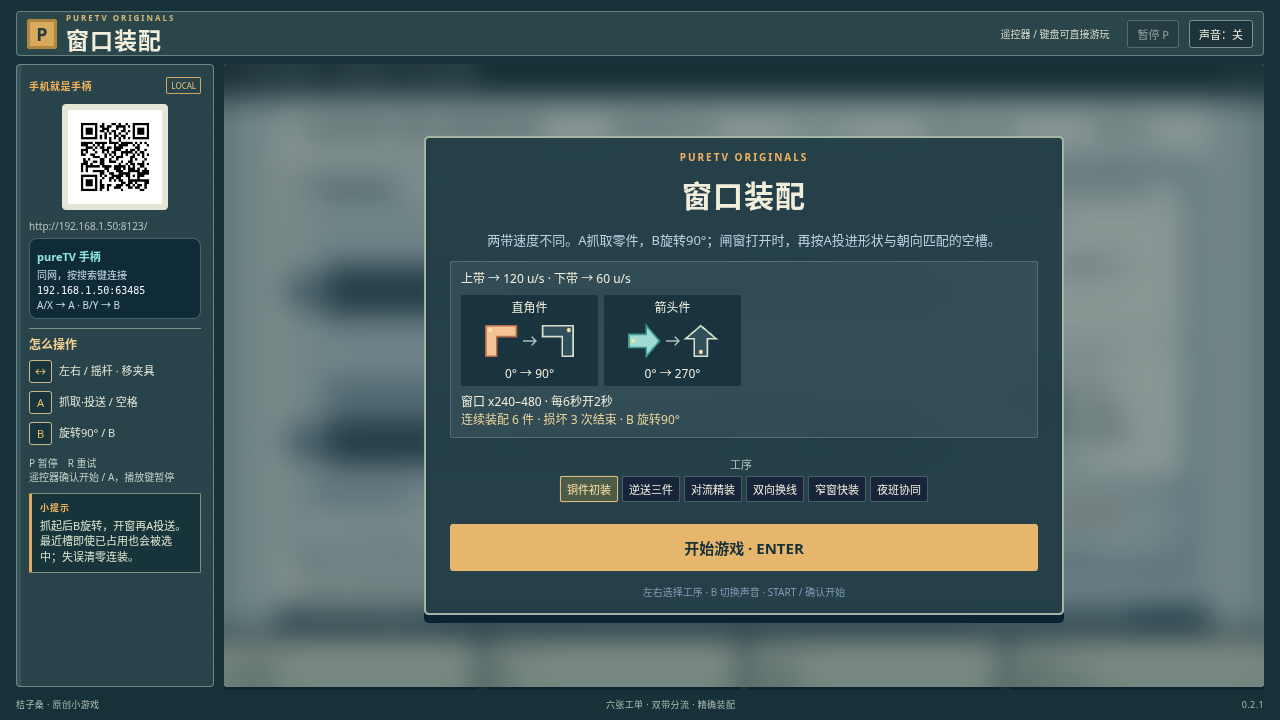 P
PURETV ORIGINALS
窗口装配
遥控器 / 键盘可直接游玩
暂停 P
声音：关
手机就是手柄
LOCAL
http://192.168.1.50:8123/
pureTV 手柄
同网，按搜索键连接
192.168.1.50:63485
A/X → A · B/Y → B
怎么操作
↔ 左右 / 摇杆 · 移夹具
A 抓取·投送 / 空格
B 旋转90° / B
P 暂停 R 重试
遥控器确认开始 / A，播放键暂停
小提示
抓起后B旋转，开窗再A投送。
最近槽即使已占用也会被选
中；失误清零连装。
PURETV ORIGINALS
窗口装配
两带速度不同。A抓取零件，B旋转90°；闸窗打开时，再按A投进形状与朝向匹配的空槽。
上带 → 120 u/s · 下带 → 60 u/s
直角件
→
0° → 90°
箭头件
→
0° → 270°
窗口 x240–480 · 每6秒开2秒
连续装配 6 件 · 损坏 3 次结束 · B 旋转90°
工序
铜件初装
逆送三件
对流精装
双向换线
窄窗快装
夜班协同
开始游戏 · ENTER
左右选择工序 · B 切换声音 · START / 确认开始
桔子桑 · 原创小游戏
六张工单 · 双带分流 · 精确装配
0.2.1